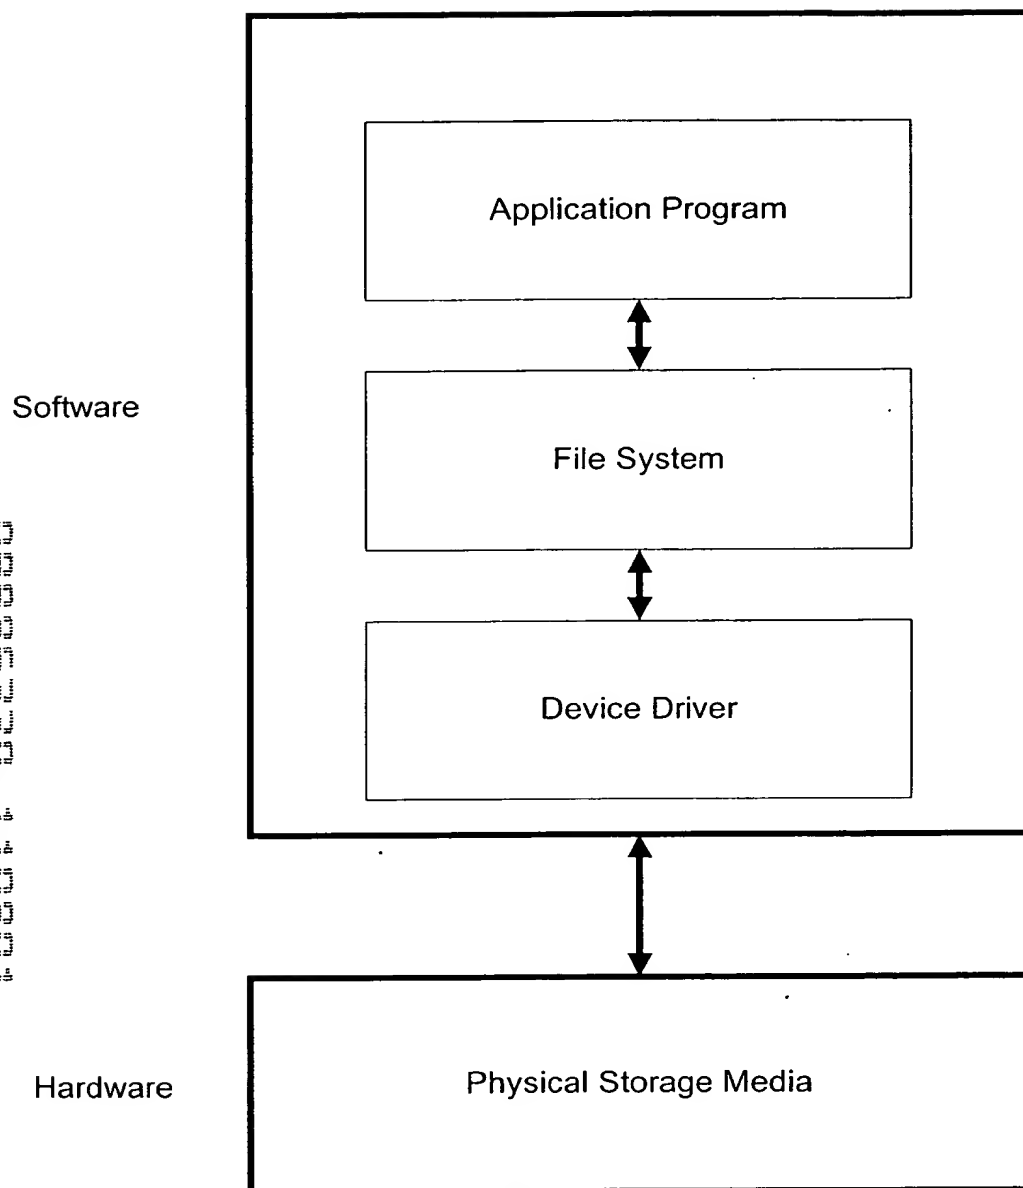 Application Program
Software
File System
Device Driver
Hardware
Physical Storage Media